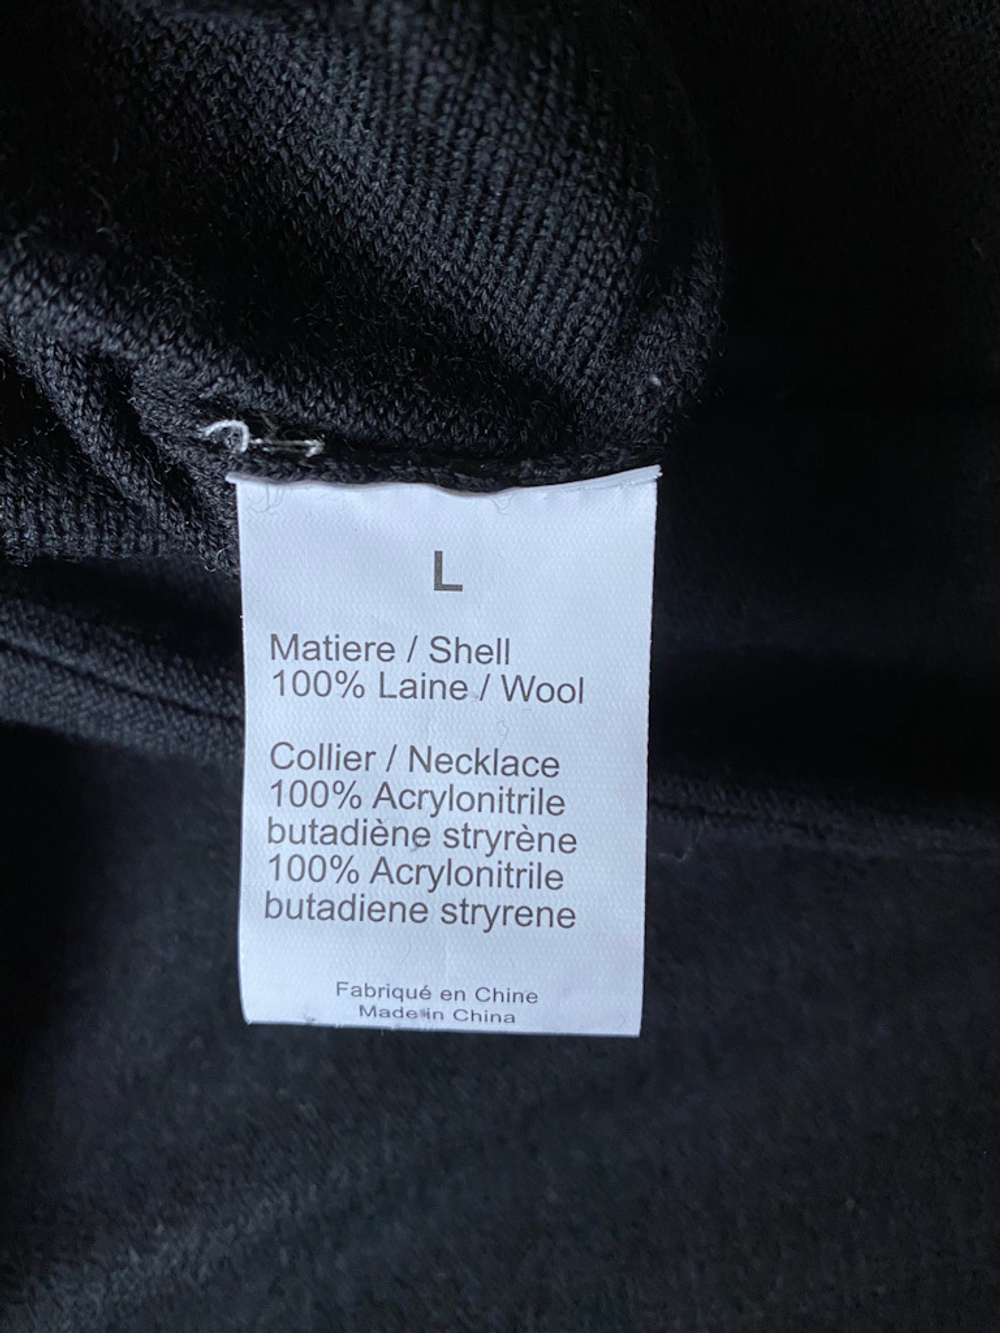 L
Matiere / Shell
100% Laine / Wool
Collier / Necklace
100% Acrylonitrile
butadiène stryrène
100% Acrylonitrile
butadiene stryrene
Fabriqué en Chine
Made in China